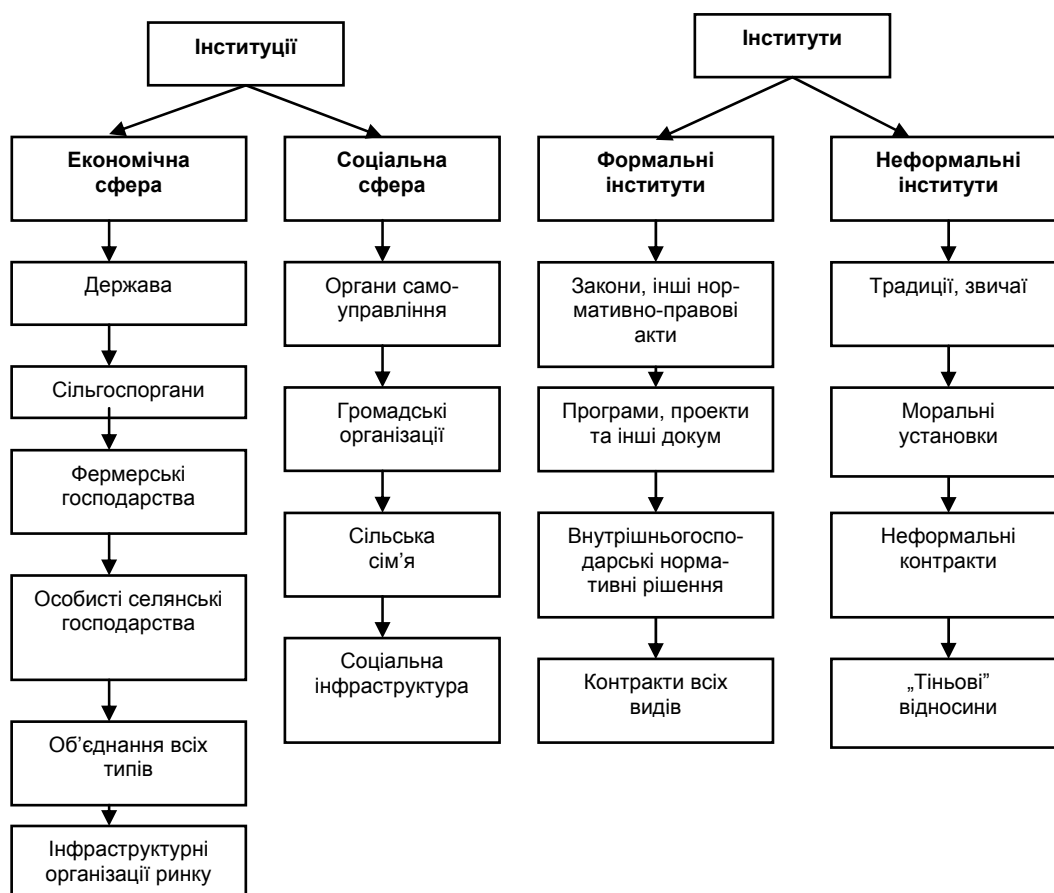 Інституції
Інститути
Економічна
сфера
Соціальна
сфера
Формальні
інститути
Неформальні
інститути
Держава
Органи само-
управління
Закони, інші нор-
мативно-правові
акти
Традиції, звичаї
Сільгоспоргани
Громадські
організації
Програми, проекти
та інші докум
Моральні
установки
Фермерські
господарства
Сільська
сім’я
Внутрішньогоспо-
дарські норма-
тивні рішення
Неформальні
контракти
Особисті селянські
господарства
Соціальна
інфраструктура
Контракти всіх
видів
„Тіньові”
відносини
Об’єднання всіх
типів
Інфраструктурні
організації ринку